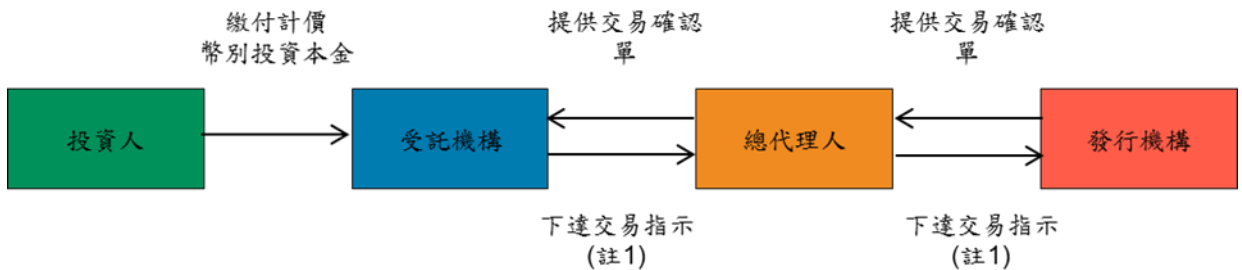 繳付計價
幣別投資本金
提供交易確認
單
提供交易確認
單
投資人
受託機構
總代理人
發行機構
下達交易指示
(註1)
下達交易指示
(註1)